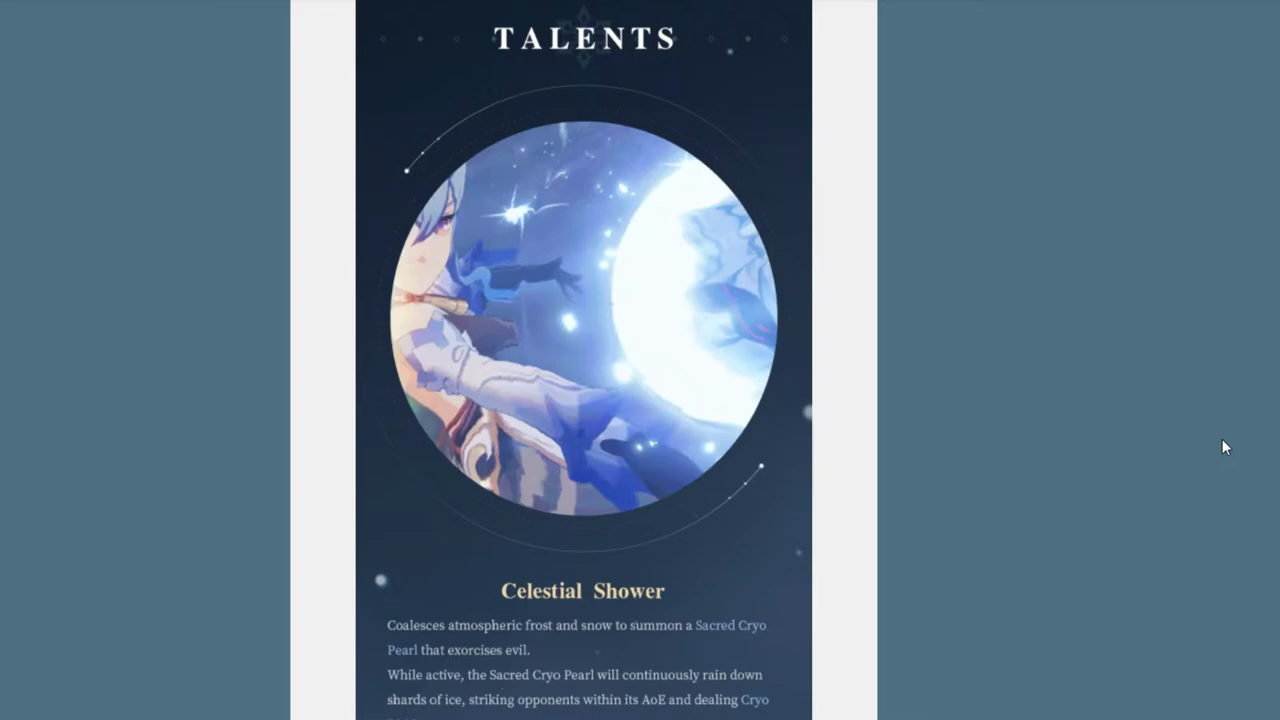 TALENTS
Celestial Shower
Coalesces atmospheric frost and snow to summon a Sacred Cryo
Pearl that exorcises evil.
While active, the Sacred Cryo Pearl will continuously rain down
shards of ice, striking opponents within its AoE and dealing Cryo